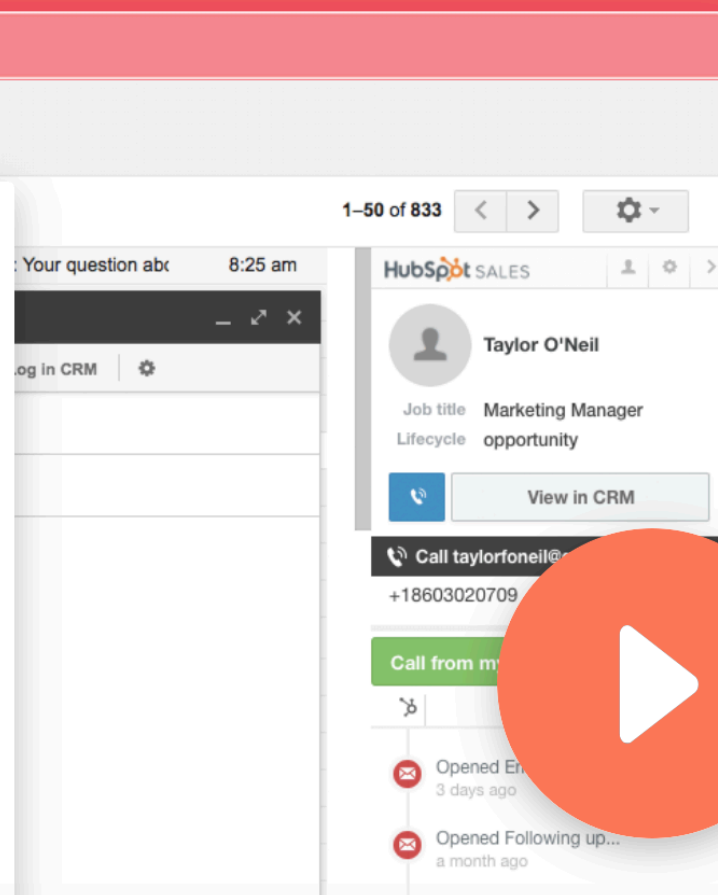 1–50 of 833
: Your question abc
8:25 am
HubSpot SALES
Taylor O'Neil
og in CRM
Job title Marketing Manager
Lifecycle opportunity
View in CRM
Call taylorfoneil@
+18603020709
Call from my
Opened Em
3 days ago
Opened Following up...
a month ago